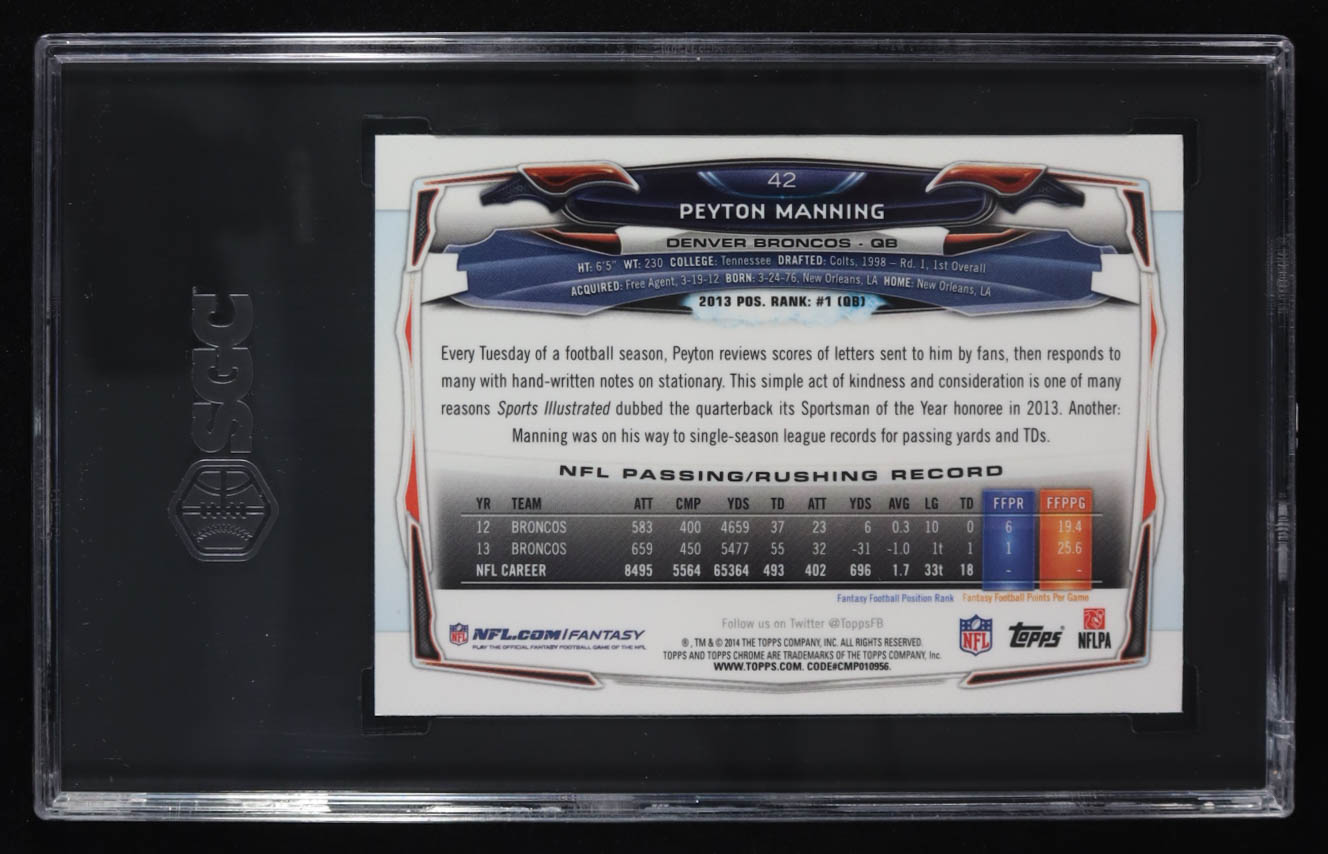 SGC
42
PEYTON MANNING
DENVER BRONCOS - QB
HT: 6'5" WT: 230 COLLEGE: Tennessee DRAFTED: Colts, 1998 – Rd. 1, 1st Overall
ACQUIRED: Free Agent, 3-19-12 BORN: 3-24-76, New Orleans, LA HOME: New Orleans, LA
2013 POS. RANK: #1 (QB)
Every Tuesday of a football season, Peyton reviews scores of letters sent to him by fans, then responds to
many with hand-written notes on stationary. This simple act of kindness and consideration is one of many
reasons Sports Illustrated dubbed the quarterback its Sportsman of the Year honoree in 2013. Another:
Manning was on his way to single-season league records for passing yards and TDs.
NFL PASSING/RUSHING RECORD
YR TEAM ATT CMP YDS TD ATT YDS AVG LG TD FFPR FFPPG
12 BRONCOS 583 400 4659 37 23 6 0.3 10 0 6 19.4
13 BRONCOS 659 450 5477 55 32 -31 -1.0 1t 1 1 25.6
NFL CAREER 8495 5564 65364 493 402 696 1.7 33t 18 - -
Fantasy Football Position Rank Fantasy Football Points Per Game
NFL NFL.COM/FANTASY
PLAY THE OFFICIAL FANTASY FOOTBALL GAME OF THE NFL
Follow us on Twitter @ToppsFB
®, TM & © 2014 THE TOPPS COMPANY, INC. ALL RIGHTS RESERVED.
TOPPS AND TOPPS CHROME ARE TRADEMARKS OF THE TOPPS COMPANY, Inc.
WWW.TOPPS.COM. CODE#CMP010956.
NFL Topps® NFLPA